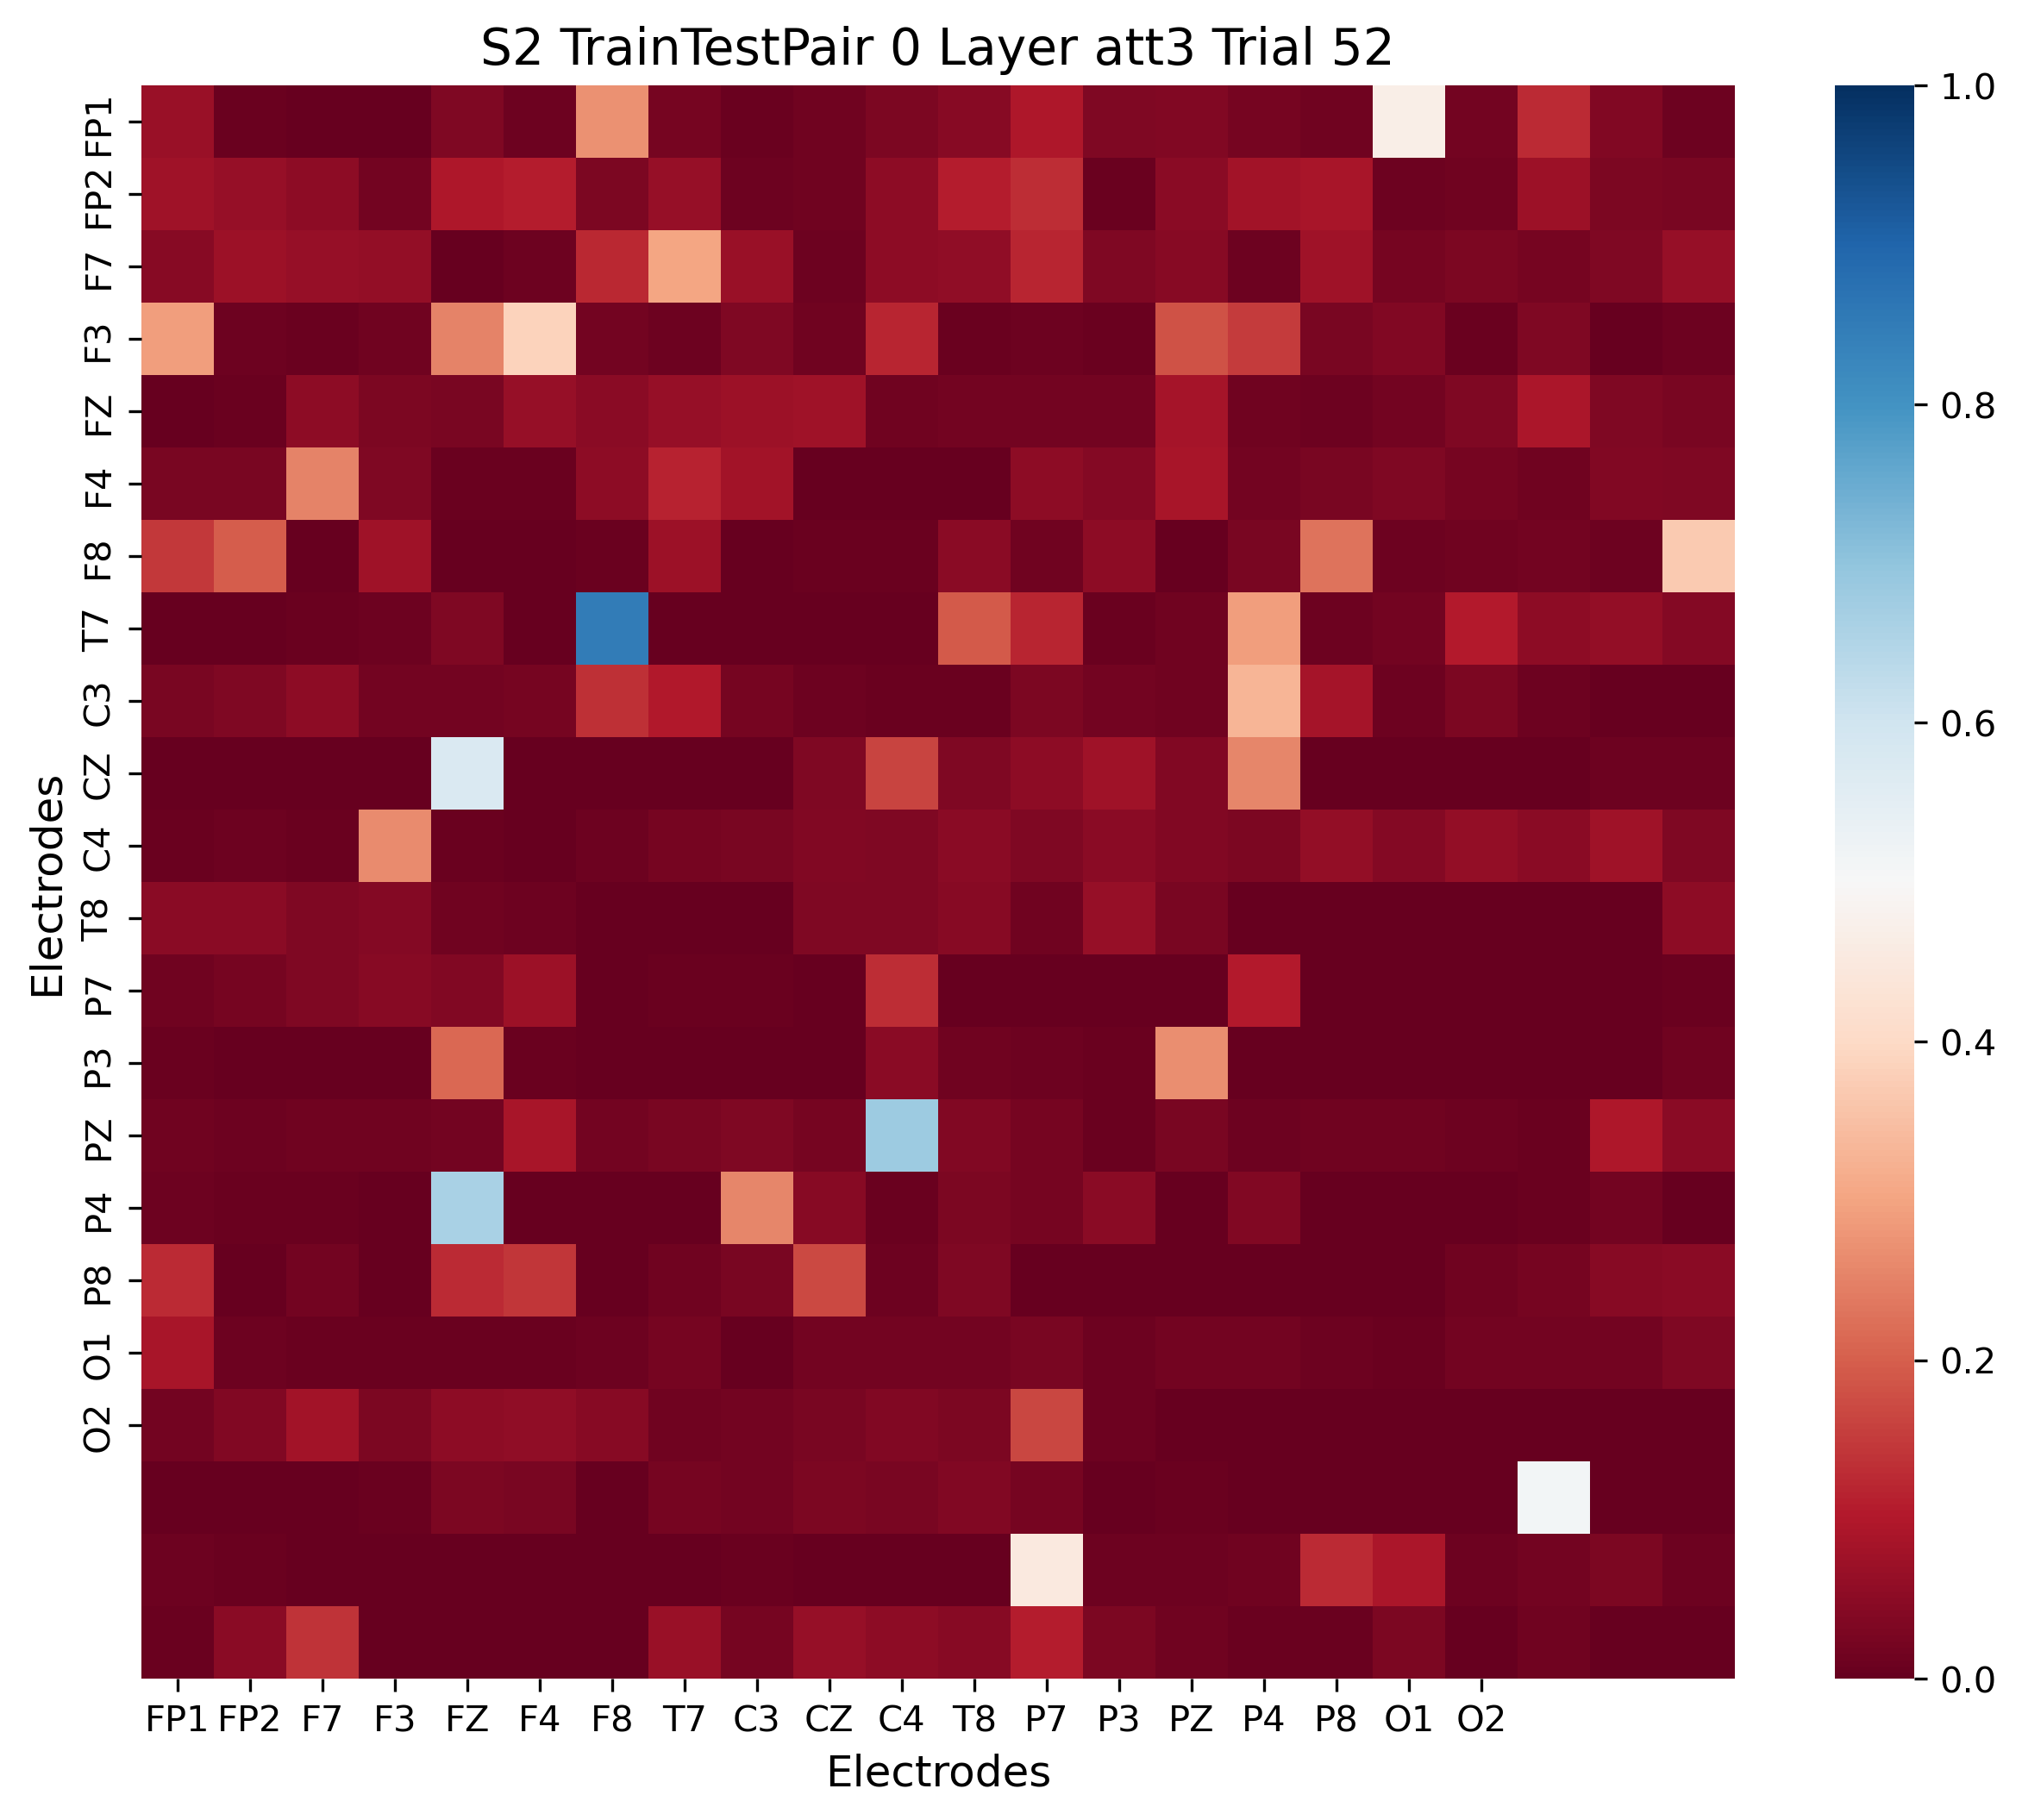 S2 TrainTestPair 0 Layer att3 Trial 52
Electrodes
FP1
FP2
F7
F3
FZ
F4
F8
T7
C3
CZ
C4
T8
P7
P3
PZ
P4
P8
O1
O2
FP1 FP2 F7 F3 FZ F4 F8 T7 C3 CZ C4 T8 P7 P3 PZ P4 P8 O1 O2
Electrodes
1.0
0.8
0.6
0.4
0.2
0.0